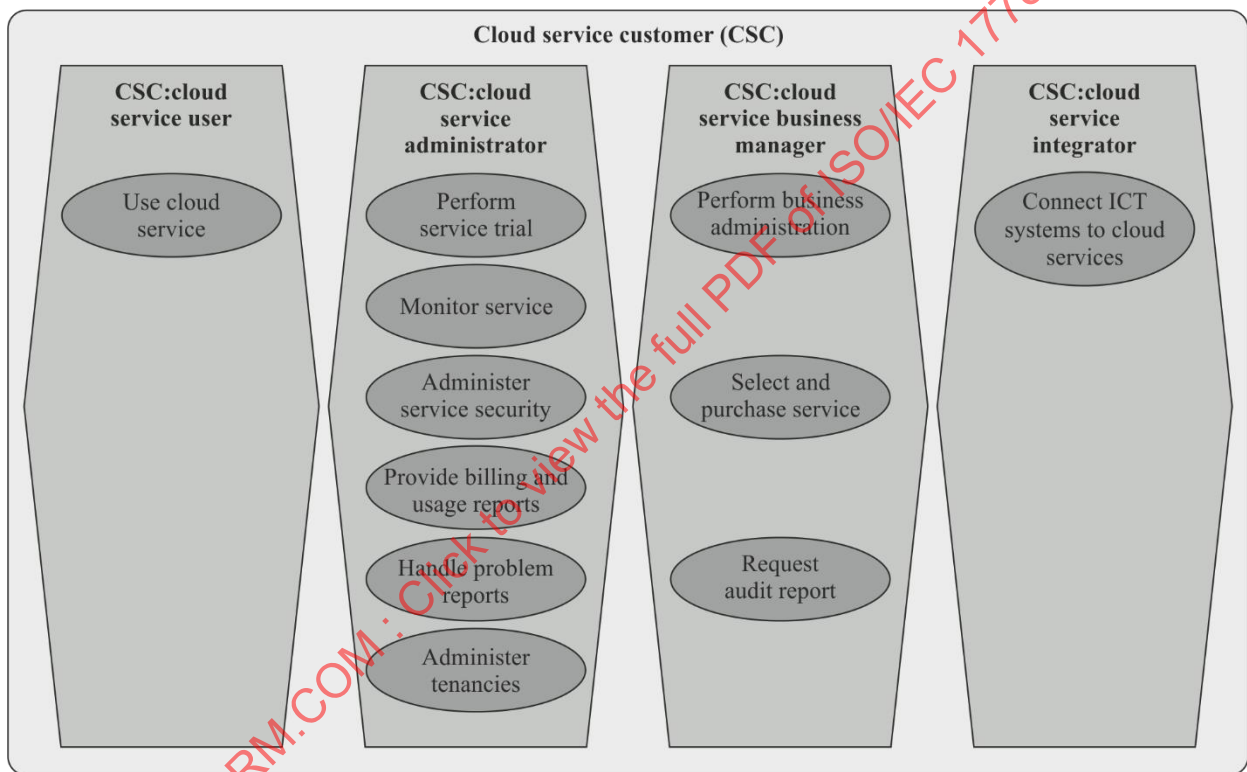 Cloud service customer (CSC)
CSC:cloud
service user
Use cloud
service
CSC:cloud
service
administrator
Perform
service trial
Monitor service
Administer
service security
Provide billing and
usage reports
Handle problem
reports
Administer
tenancies
CSC:cloud
service business
manager
Perform business
administration
Select and
purchase service
Request
audit report
CSC:cloud
service
integrator
Connect ICT
systems to cloud
services
RM.COM : Click to view the full PDF of ISO/IEC